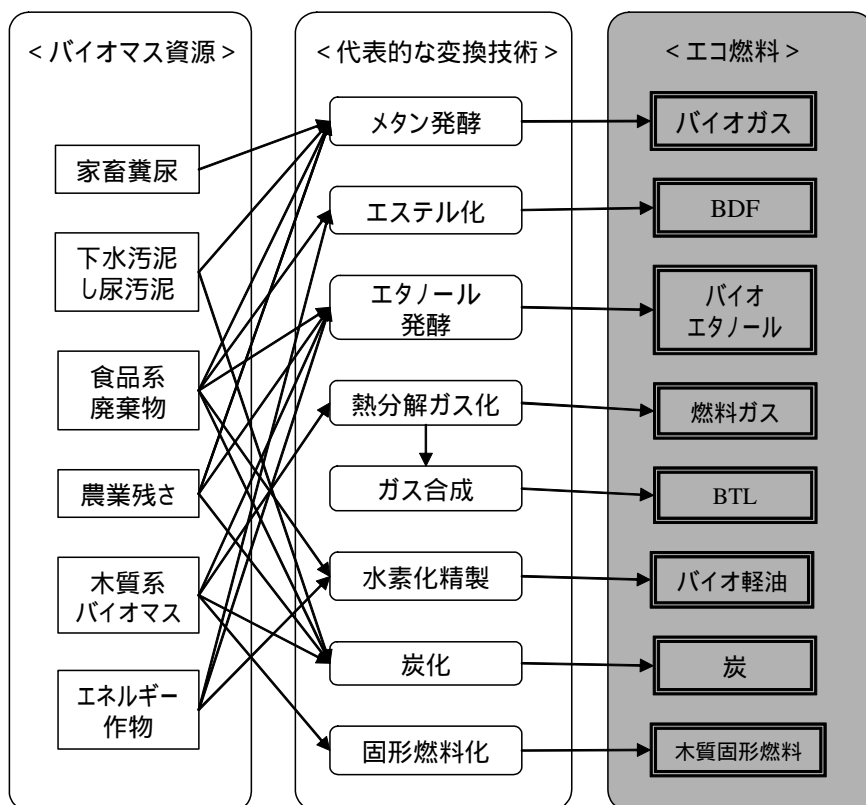 <バイオマス資源>
家畜糞尿
下水汚泥
し尿汚泥
食品系
廃棄物
農業残さ
木質系
バイオマス
エネルギー
作物
<代表的な変換技術>
メタン発酵
エステル化
エタノール
発酵
熱分解ガス化
ガス合成
水素化精製
炭化
固形燃料化
<エコ燃料>
バイオガス
BDF
バイオ
エタノール
燃料ガス
BTL
バイオ軽油
炭
木質固形燃料